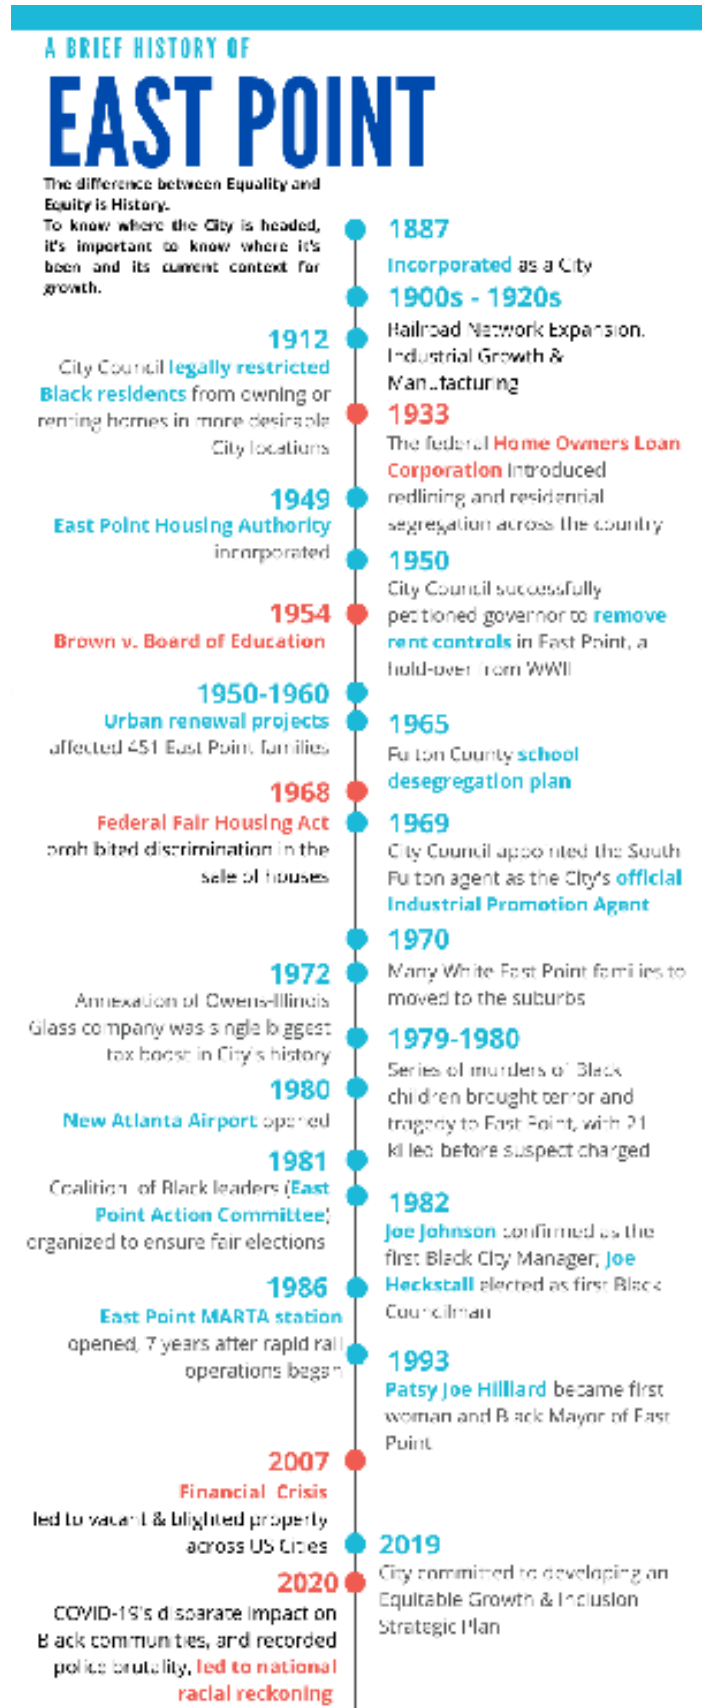 A BRIEF HISTORY OF
EAST POINT
The difference between Equality and
Equity is History.
To know where the City is headed,
it's important to know where it's
been and its current context for
growth.
1887
Incorporated as a City
1900s - 1920s
Railroad Network Expansion,
Industrial Growth &
Manufacturing
1912
City Council legally restricted
Black residents from owning or
renting homes in more desirable
City locations
1933
The federal Home Owners Loan
Corporation introduced
redlining and residential
segregation across the country
1949
East Point Housing Authority
incorporated
1950
City Council successfully
petitioned governor to remove
rent controls in East Point, a
hold-over from WWII
1954
Brown v. Board of Education
1950-1960
Urban renewal projects
affected 451 East Point families
1965
Fulton County school
desegregation plan
1968
Federal Fair Housing Act
prohibited discrimination in the
sale of houses
1969
City Council appointed the South
Fulton agent as the City's official
Industrial Promotion Agent
1970
Many White East Point families to
moved to the suburbs
1972
Annexation of Owens-Illinois
Glass company was single biggest
tax boost in City's history
1979-1980
Series of murders of Black
children brought terror and
tragedy to East Point, with 21
killed before suspect charged
1980
New Atlanta Airport opened
1981
Coalition of Black leaders (East
Point Action Committee)
organized to ensure fair elections
1982
Joe Johnson confirmed as the
first Black City Manager; Joe
Heckstall elected as first Black
Councilman
1986
East Point MARTA station
opened, 7 years after rapid rail
operations began
1993
Patsy Joe Hilliard became first
woman and Black Mayor of East
Point
2007
Financial Crisis
led to vacant & blighted property
across US Cities
2019
City committed to developing an
Equitable Growth & Inclusion
Strategic Plan
2020
COVID-19's disparate impact on
Black communities, and recorded
police brutality, led to national
racial reckoning